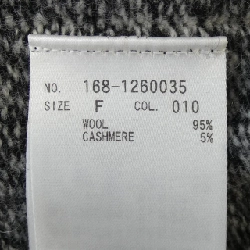 NO. 168-1260035
SIZE F COL. 010
WOOL 95%
CASHMERE 5%